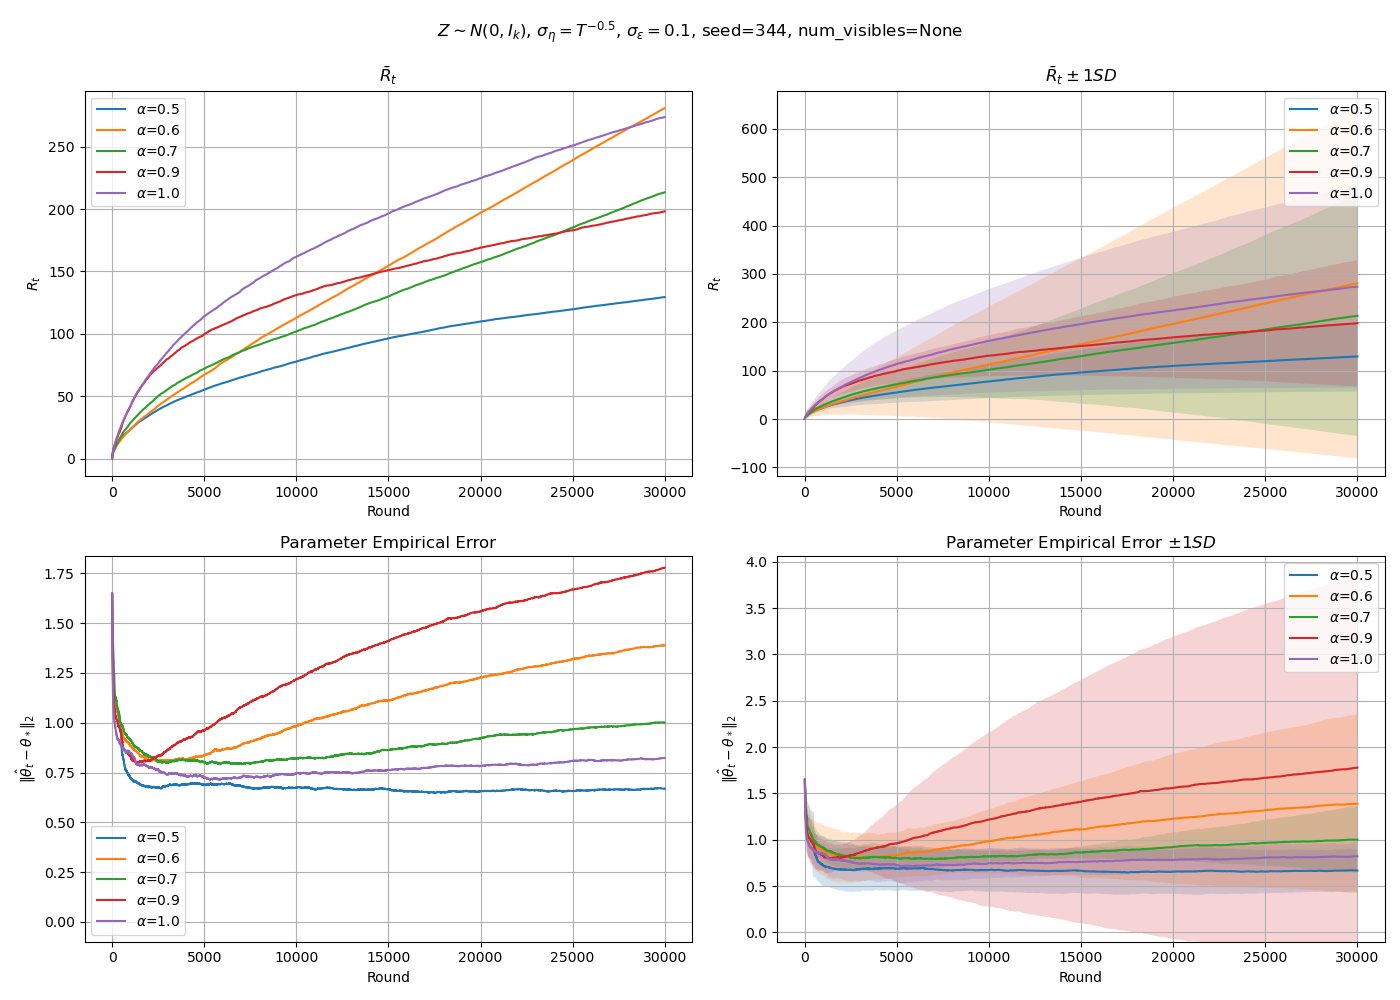 Z ~ N(0, I_k), σ_η = T^{-0.5}, σ_ε = 0.1, seed=344, num_visibles=None
R̄_t
R_t
250
200
150
100
50
0
α=0.5
α=0.6
α=0.7
α=0.9
α=1.0
0 5000 10000 15000 20000 25000 30000
Round
R̄_t ± 1SD
R_t
600
500
400
300
200
100
0
−100
α=0.5
α=0.6
α=0.7
α=0.9
α=1.0
0 5000 10000 15000 20000 25000 30000
Round
Parameter Empirical Error
‖θ̂_t − θ_*‖_2
1.75
1.50
1.25
1.00
0.75
0.50
0.25
0.00
α=0.5
α=0.6
α=0.7
α=0.9
α=1.0
0 5000 10000 15000 20000 25000 30000
Round
Parameter Empirical Error ±1SD
‖θ̂_t − θ_*‖_2
4.0
3.5
3.0
2.5
2.0
1.5
1.0
0.5
0.0
α=0.5
α=0.6
α=0.7
α=0.9
α=1.0
0 5000 10000 15000 20000 25000 30000
Round